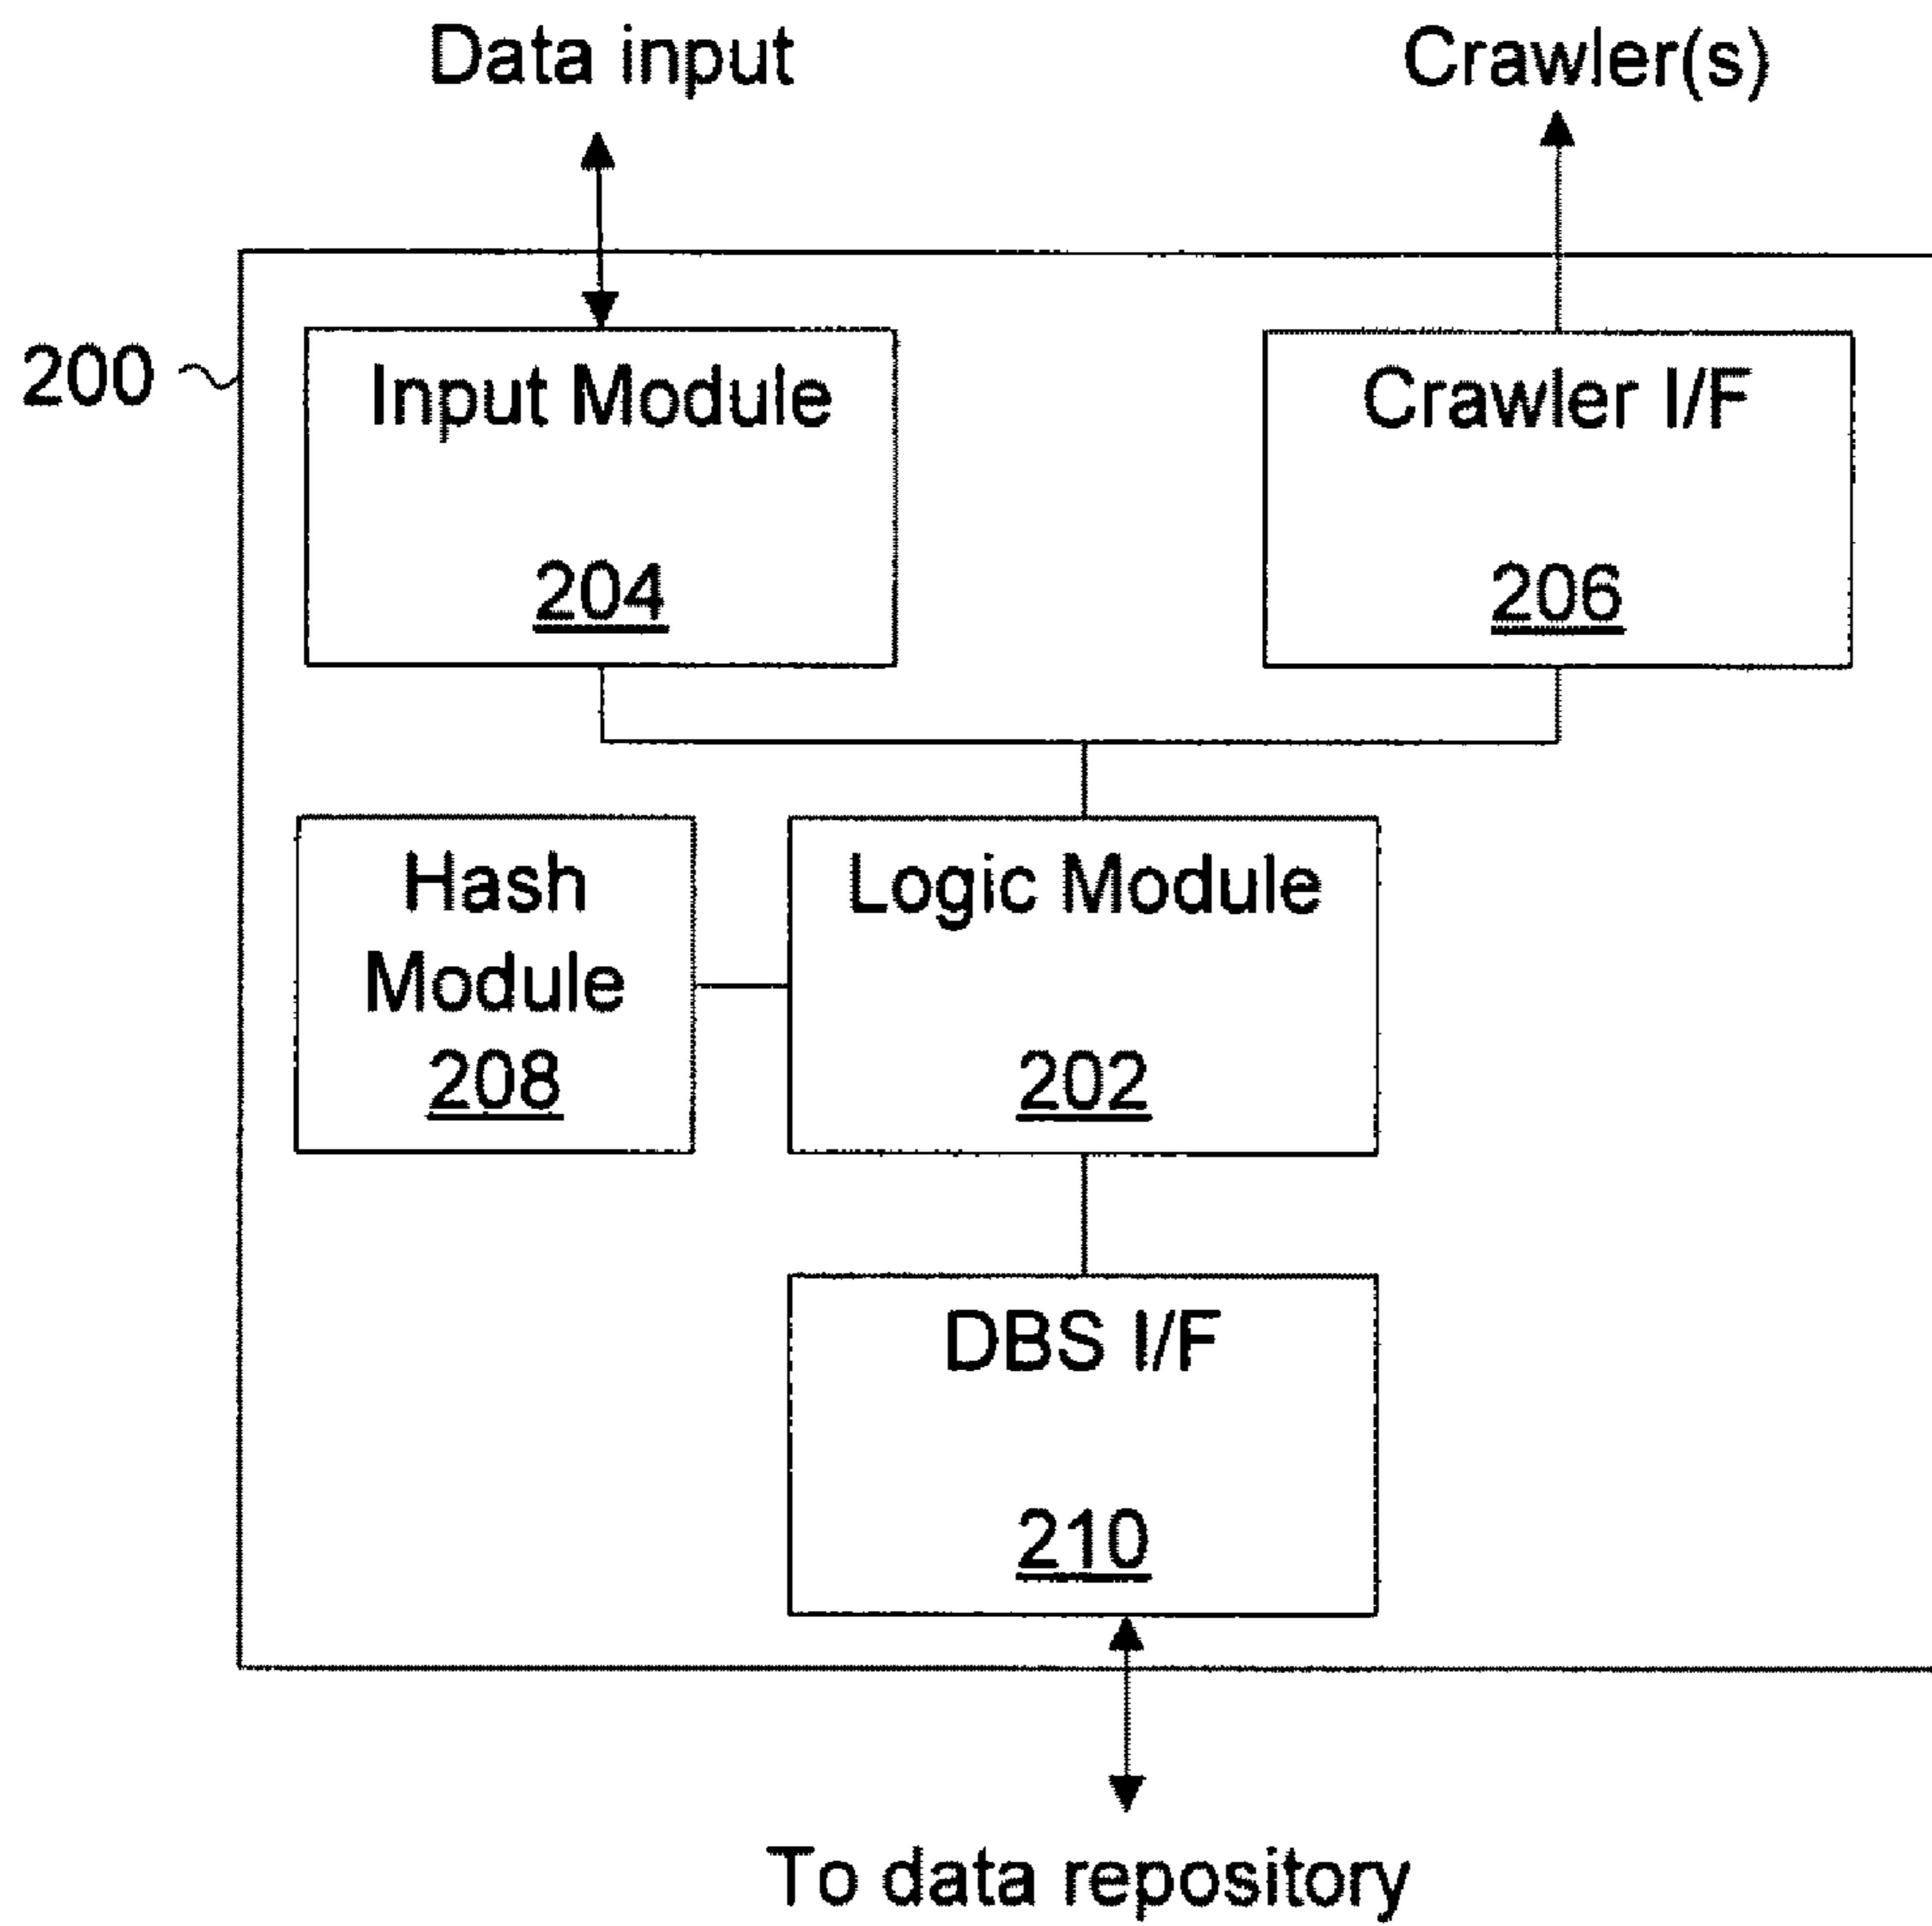 Data input
Crawler(s)
200
Input Module
204
Crawler I/F
206
Hash
Module
208
Logic Module
202
DBS I/F
210
To data repository